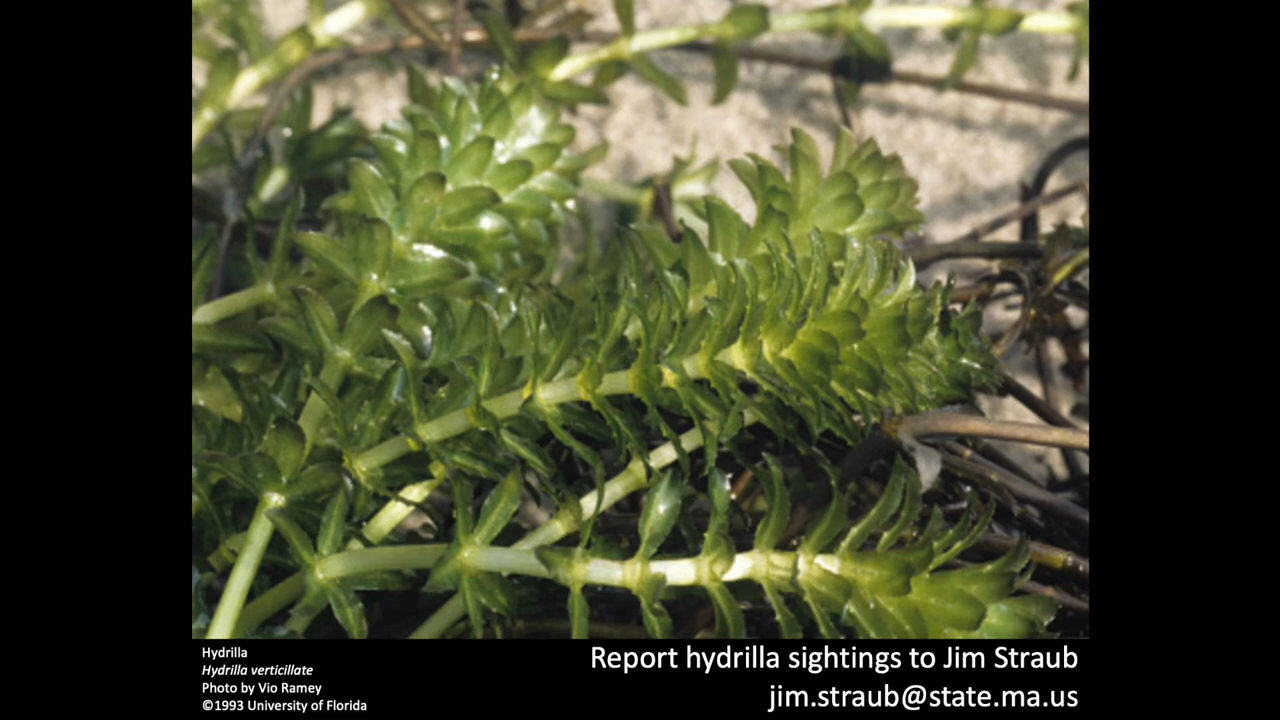 Hydrilla
Hydrilla verticillate
Photo by Vio Ramey
©1993 University of Florida
Report hydrilla sightings to Jim Straub
jim.straub@state.ma.us